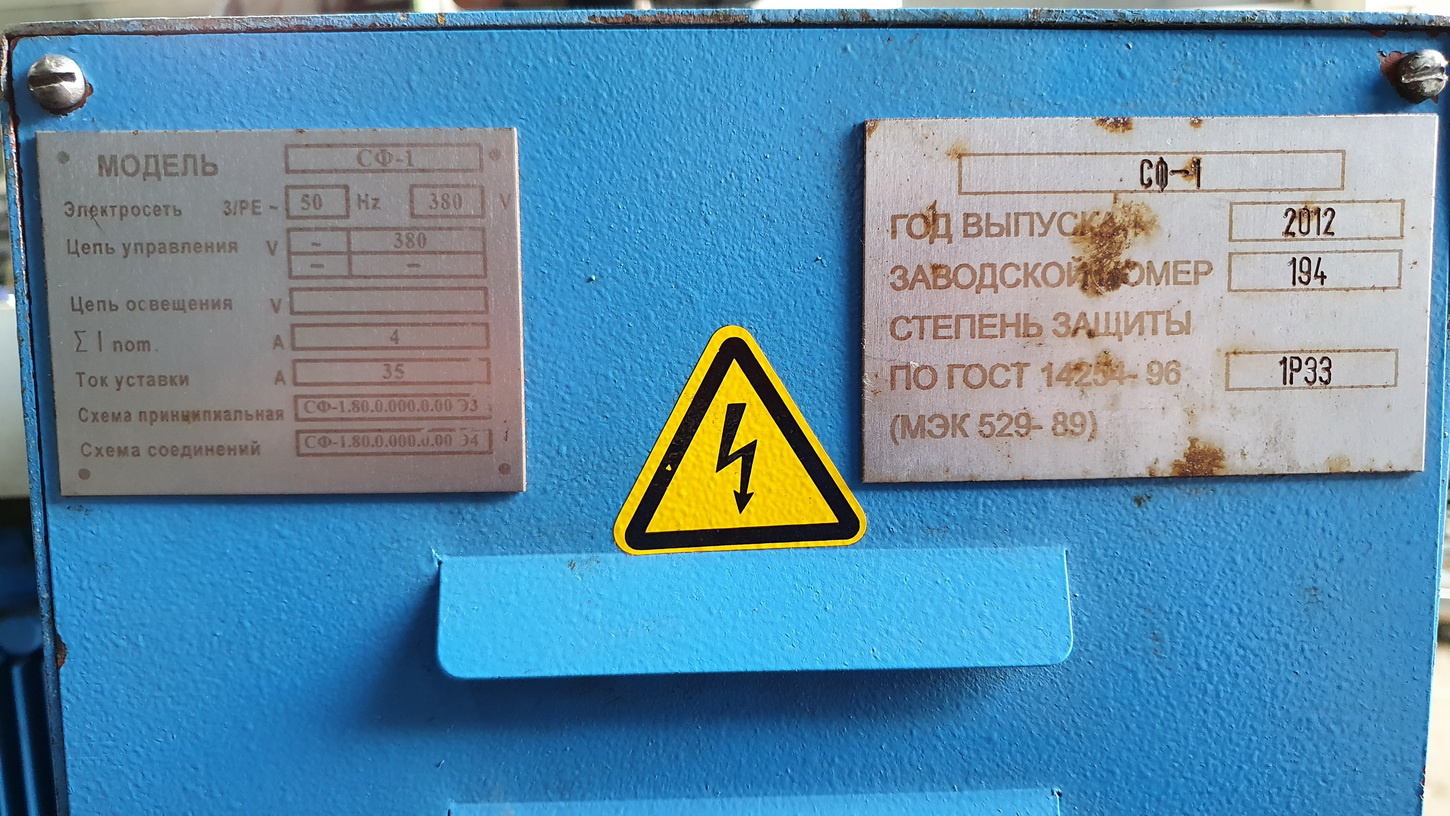 МОДЕЛЬ СФ-1
Электросеть 3/PE ~ 50 Hz 380 V
Цепь управления V ~ 380
– –
Цепь освещения V
Σ I nom. A 4
Ток уставки A 35
Схема принципиальная СФ-1.80.0.000.0.00 Э3
Схема соединений СФ-1.80.0.000.0.00 Э4
СФ-1
ГОД ВЫПУСКА 2012
ЗАВОДСКОЙ НОМЕР 194
СТЕПЕНЬ ЗАЩИТЫ
ПО ГОСТ 14254- 96 1Р33
(МЭК 529- 89)